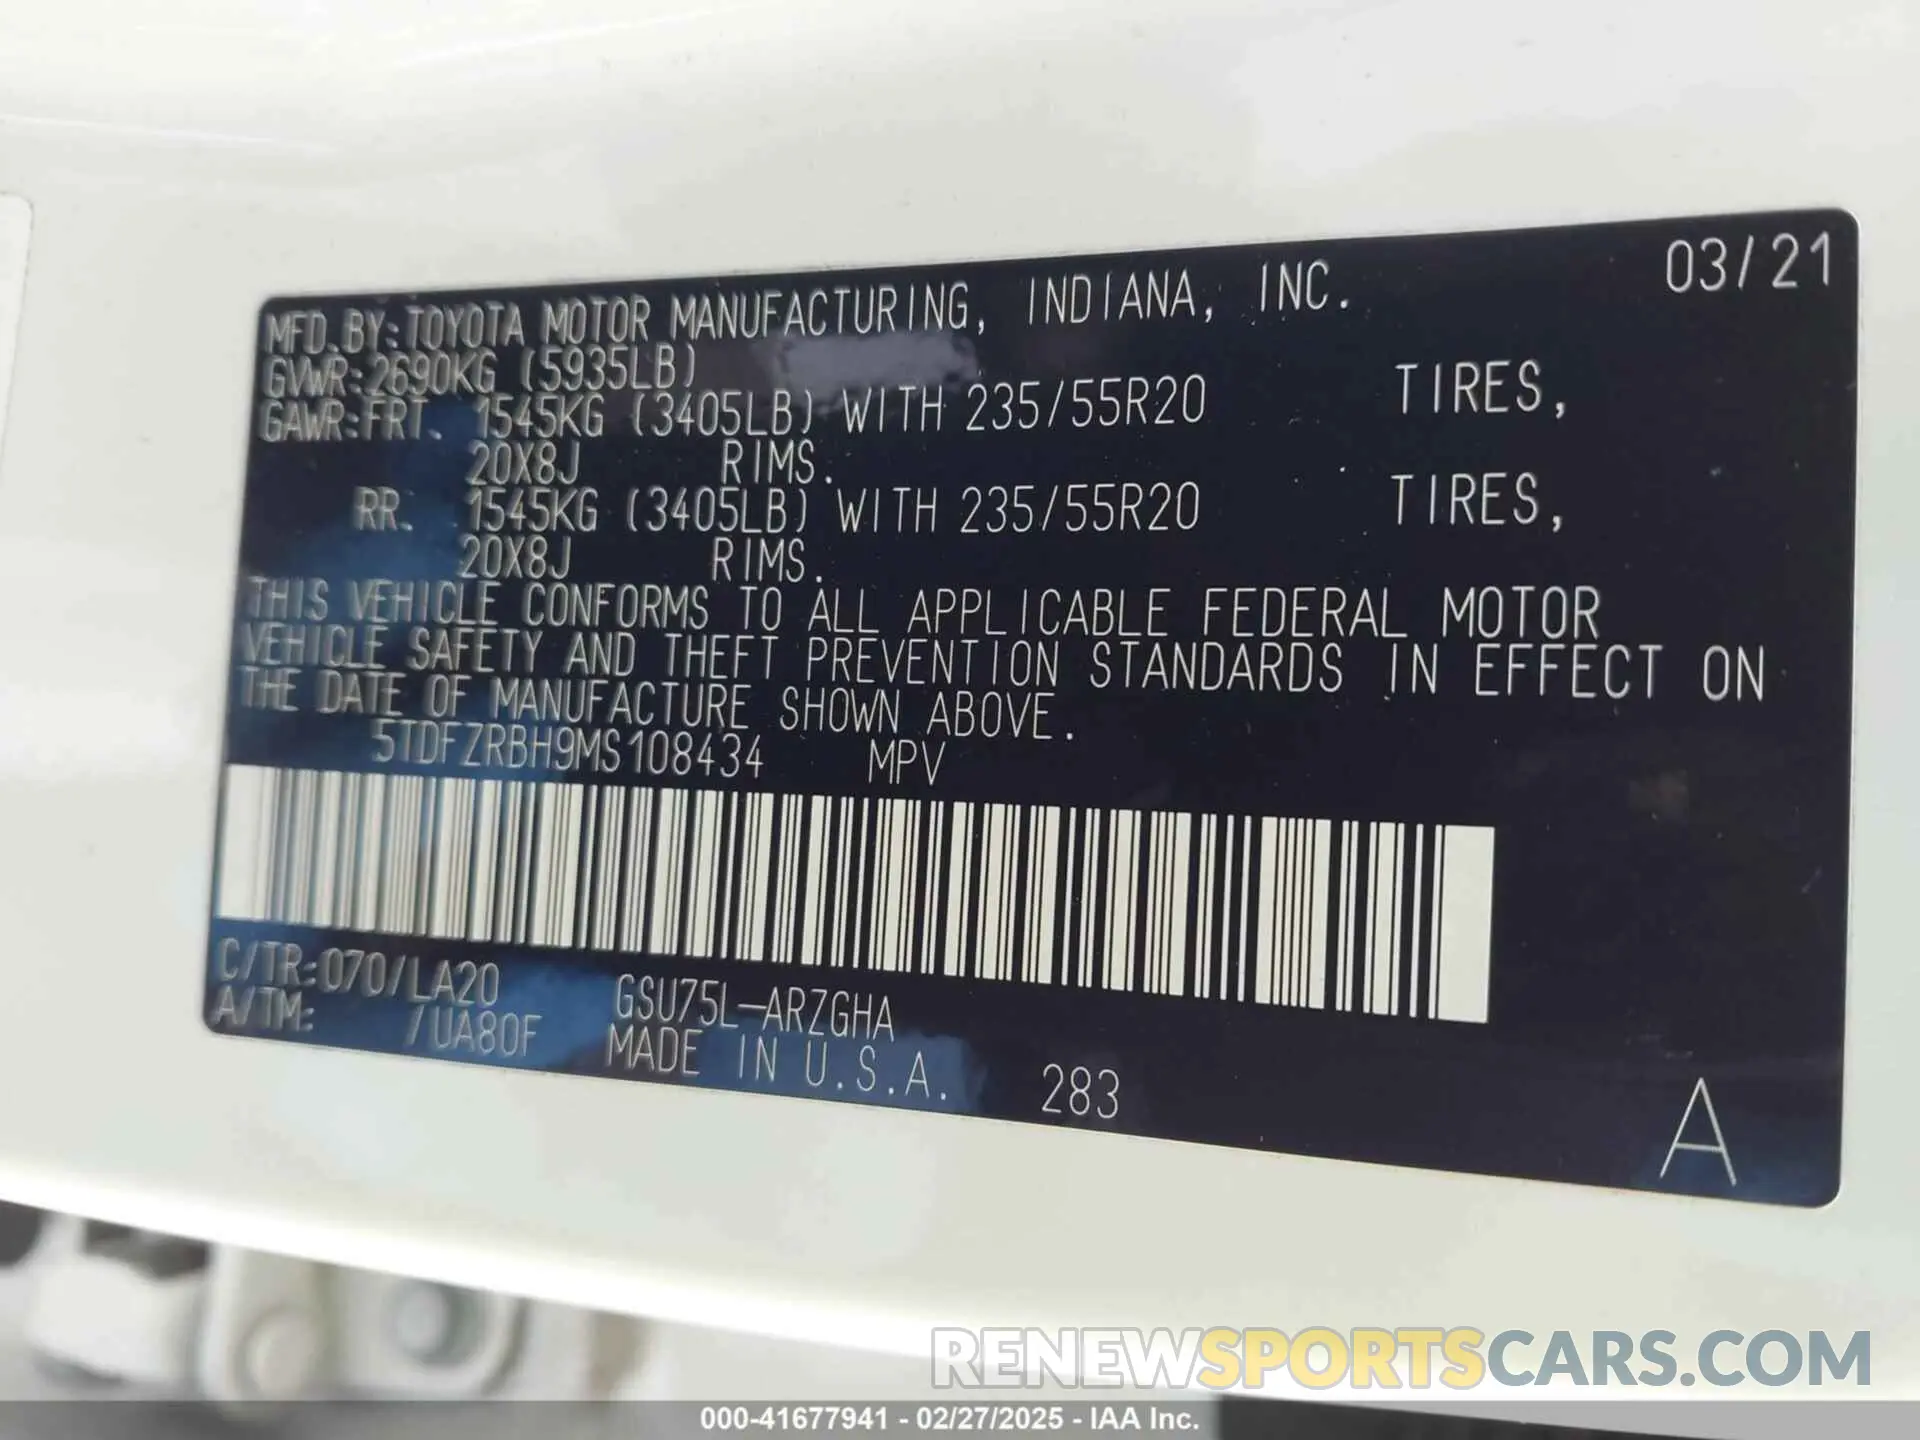 03/21
MFD.BY:TOYOTA MOTOR MANUFACTURING, INDIANA, INC.
GVWR:2690KG (5935LB)
GAWR:FRT. 1545KG (3405LB) WITH 235/55R20 TIRES,
20X8J RIMS.
RR. 1545KG (3405LB) WITH 235/55R20 TIRES,
20X8J RIMS.
THIS VEHICLE CONFORMS TO ALL APPLICABLE FEDERAL MOTOR
VEHICLE SAFETY AND THEFT PREVENTION STANDARDS IN EFFECT ON
THE DATE OF MANUFACTURE SHOWN ABOVE.
5TDFZRBH9MS108434 MPV
C/TR:070/LA20 GSU75L-ARZGHA
A/TM: /UA80F MADE IN U.S.A. 283
A
RENEWSPORTSCARS.COM
000-41677941 - 02/27/2025 - IAA Inc.